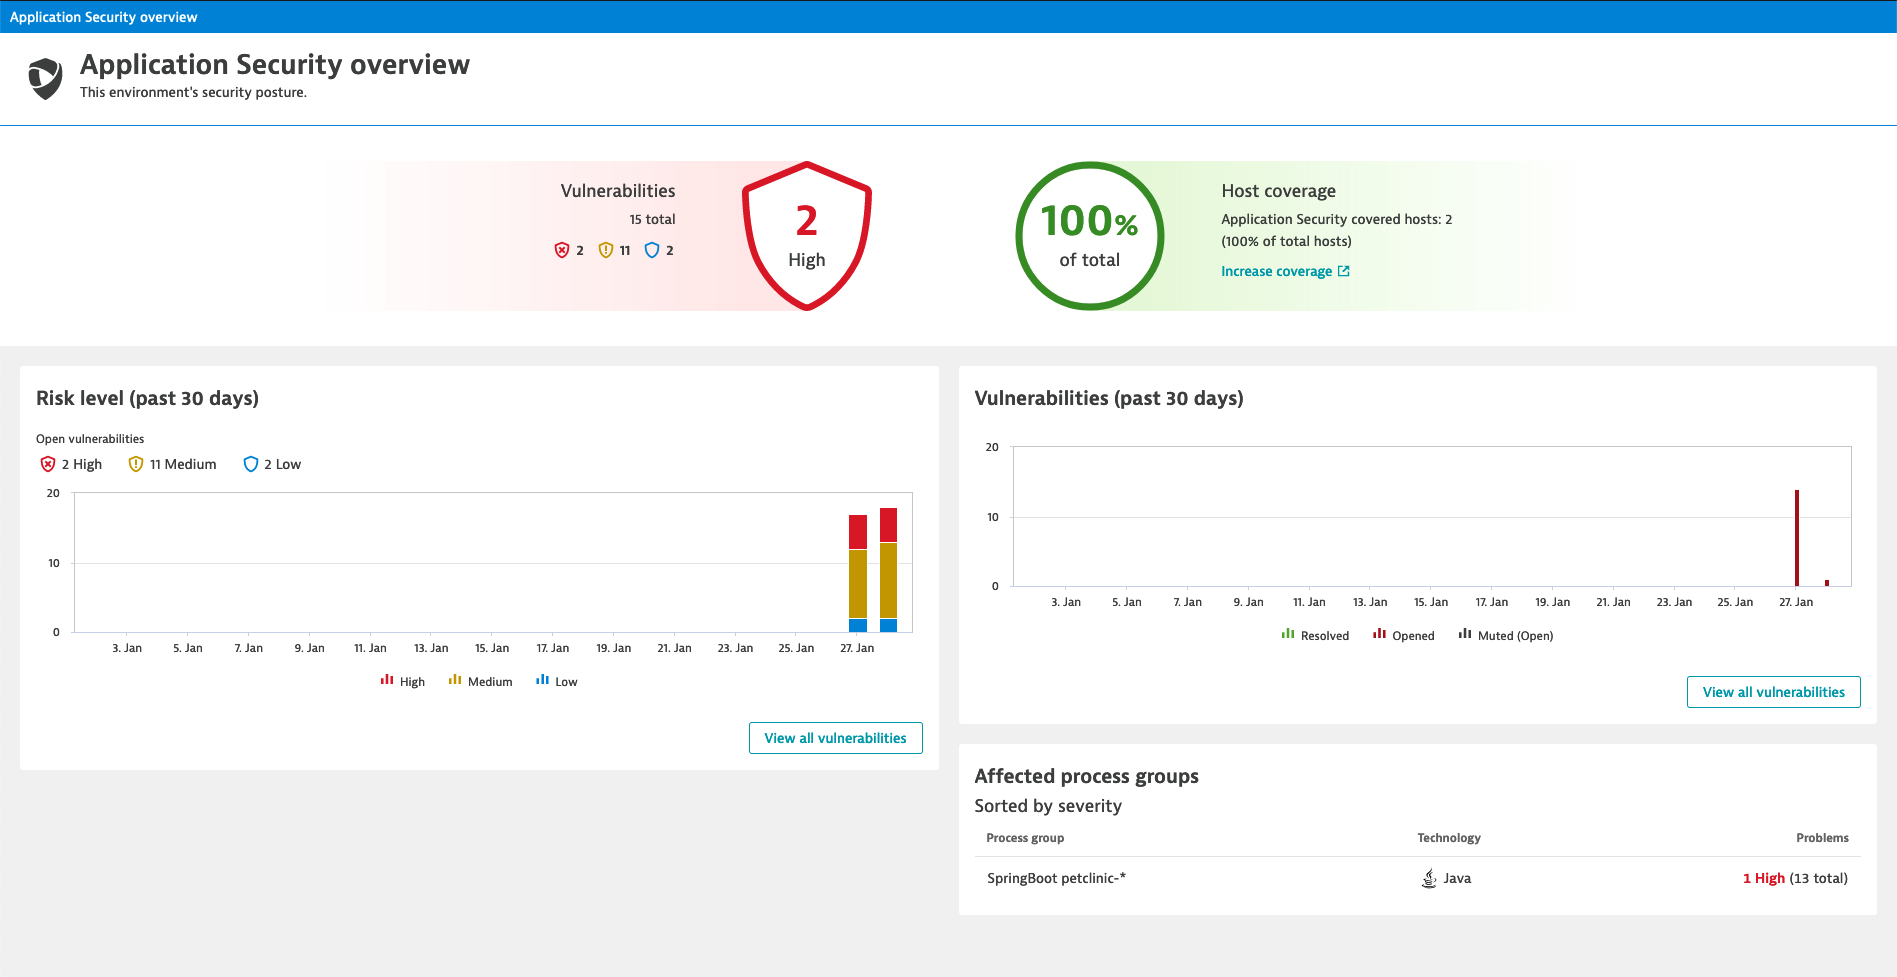 Application Security overview
Application Security overview
This environment's security posture.
Vulnerabilities
15 total
2 11 2
2
High
100%
of total
Host coverage
Application Security covered hosts: 2
(100% of total hosts)
Increase coverage
Risk level (past 30 days)
Open vulnerabilities
2 High 11 Medium 2 Low
20
10
0
3. Jan 5. Jan 7. Jan 9. Jan 11. Jan 13. Jan 15. Jan 17. Jan 19. Jan 21. Jan 23. Jan 25. Jan 27. Jan
High Medium Low
View all vulnerabilities
Vulnerabilities (past 30 days)
20
10
0
3. Jan 5. Jan 7. Jan 9. Jan 11. Jan 13. Jan 15. Jan 17. Jan 19. Jan 21. Jan 23. Jan 25. Jan 27. Jan
Resolved Opened Muted (Open)
View all vulnerabilities
Affected process groups
Sorted by severity
Process group Technology Problems
SpringBoot petclinic-* Java 1 High (13 total)